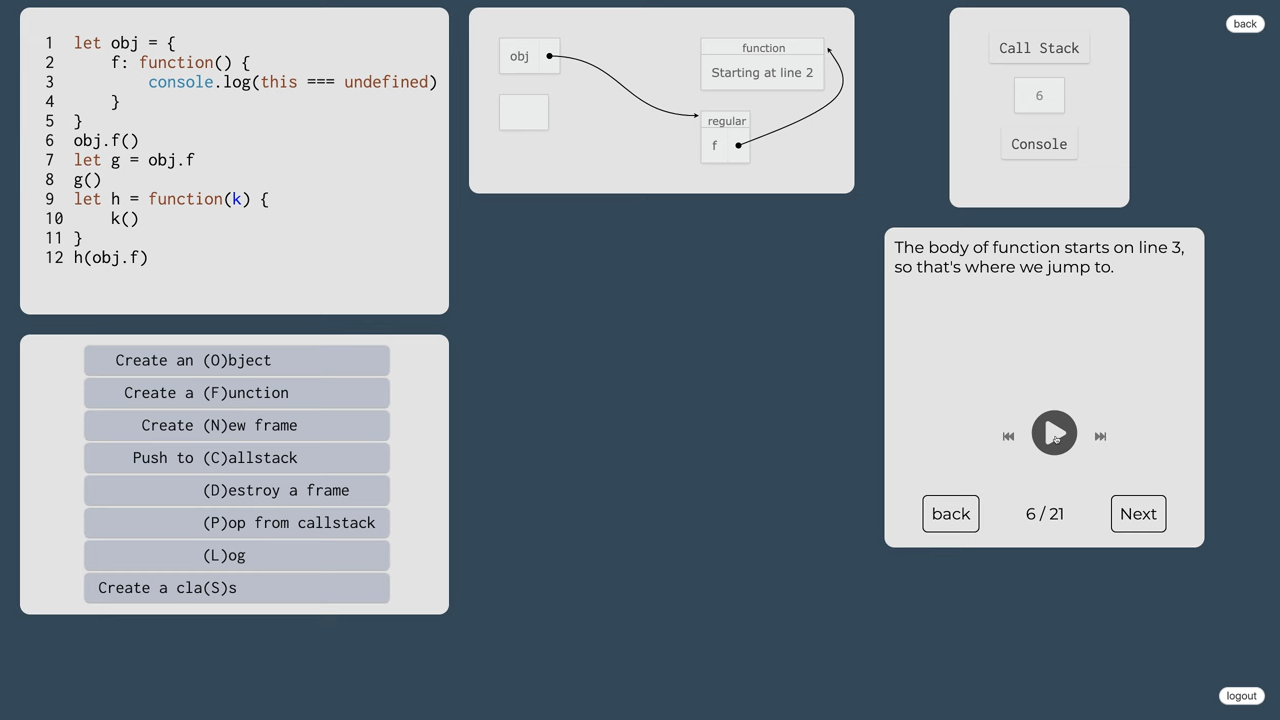 1 let obj = {
2 f: function() {
3 console.log(this === undefined)
4 }
5 }
6 obj.f()
7 let g = obj.f
8 g()
9 let h = function(k) {
10 k()
11 }
12 h(obj.f)
Create an (O)bject
Create a (F)unction
Create (N)ew frame
Push to (C)allstack
(D)estroy a frame
(P)op from callstack
(L)og
Create a cla(S)s
obj
function
Starting at line 2
regular
f
Call Stack
6
Console
back
The body of function starts on line 3,
so that's where we jump to.
back
6 / 21
Next
logout